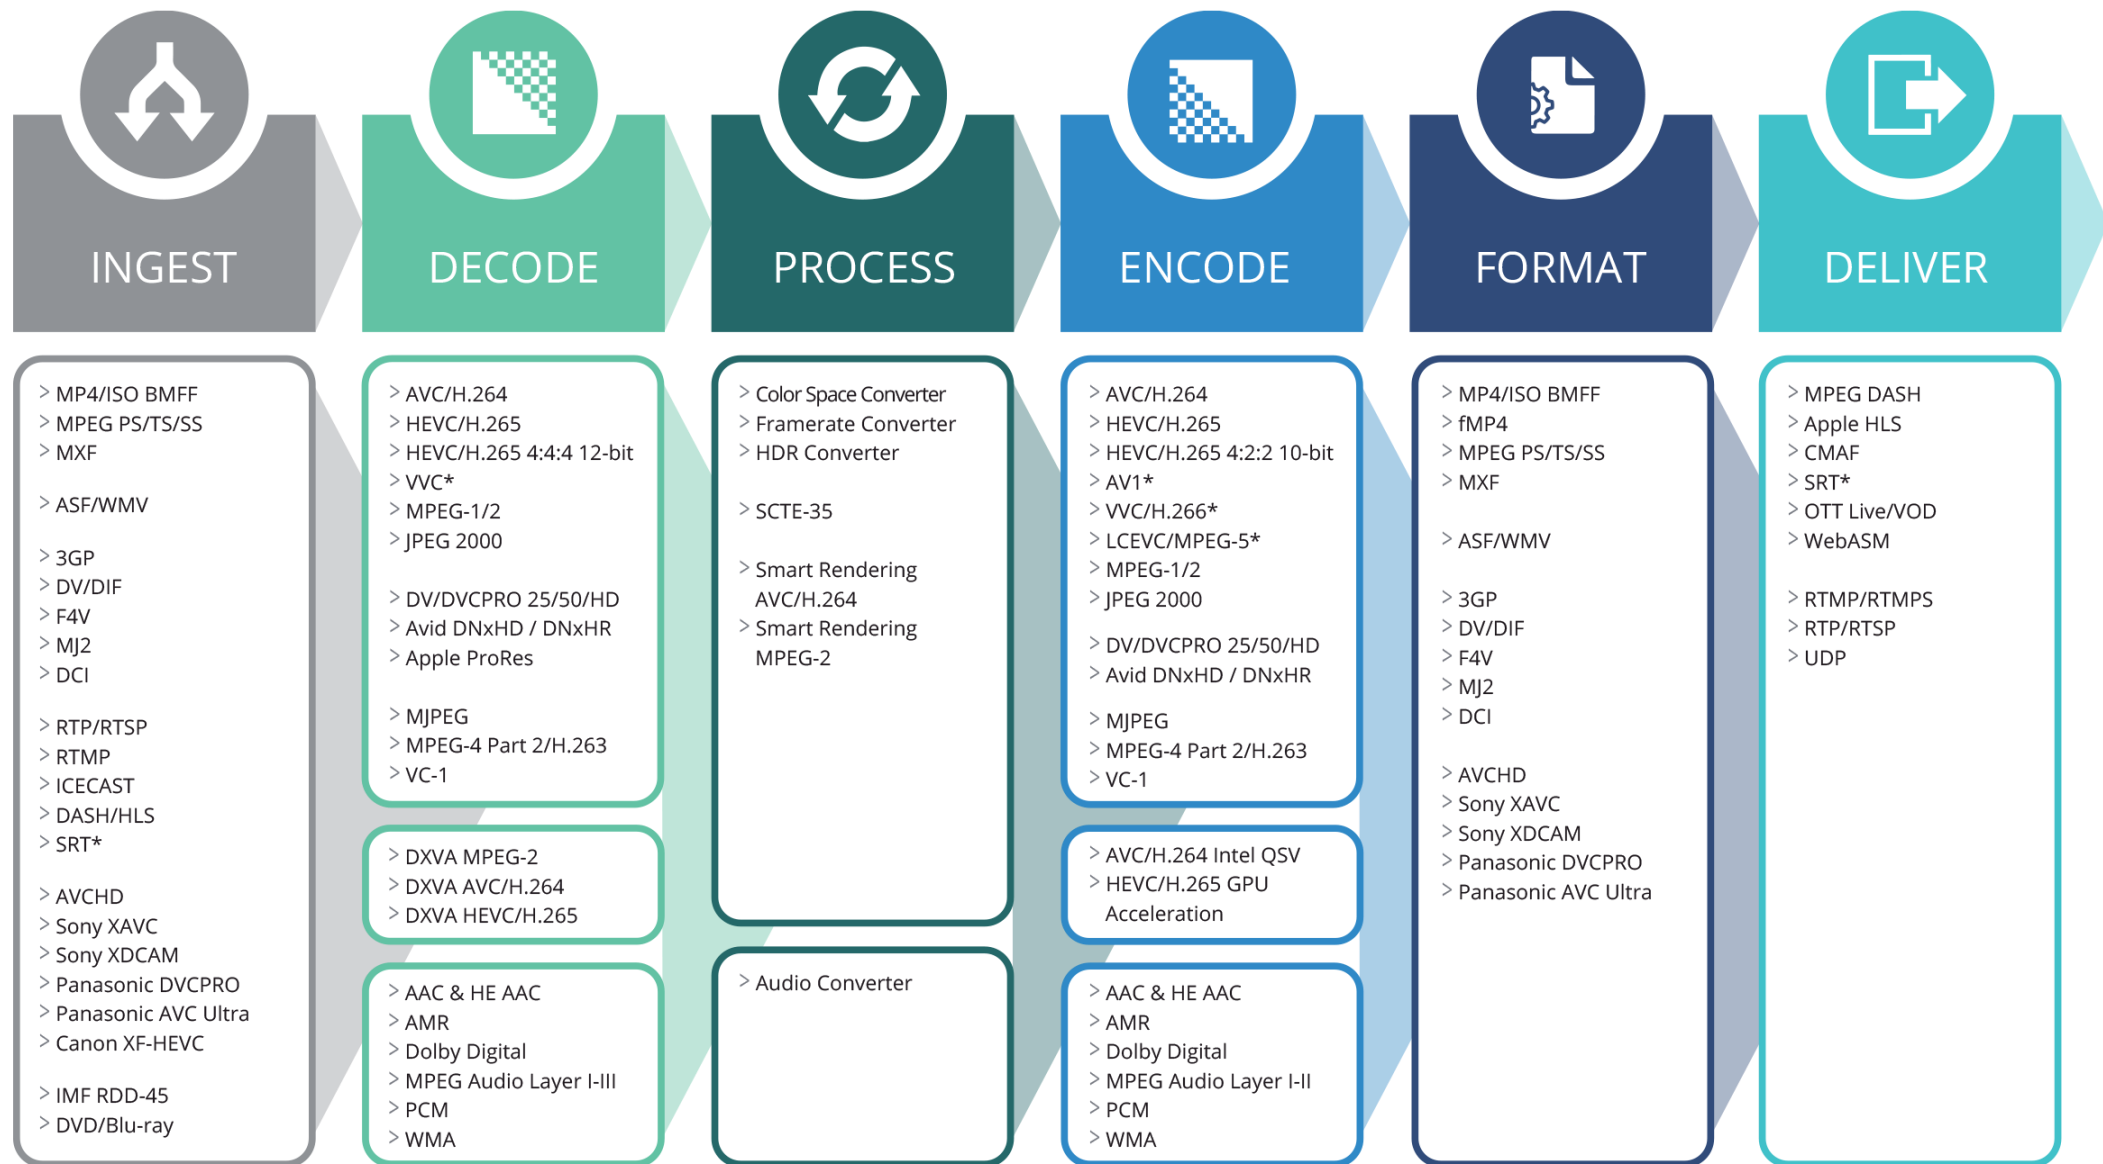 INGEST
DECODE
PROCESS
ENCODE
FORMAT
DELIVER
> MP4/ISO BMFF
> MPEG PS/TS/SS
> MXF
> ASF/WMV
> 3GP
> DV/DIF
> F4V
> MJ2
> DCI
> RTP/RTSP
> RTMP
> ICECAST
> DASH/HLS
> SRT*
> AVCHD
> Sony XAVC
> Sony XDCAM
> Panasonic DVCPRO
> Panasonic AVC Ultra
> Canon XF-HEVC
> IMF RDD-45
> DVD/Blu-ray
> AVC/H.264
> HEVC/H.265
> HEVC/H.265 4:4:4 12-bit
> VVC*
> MPEG-1/2
> JPEG 2000
> DV/DVCPRO 25/50/HD
> Avid DNxHD / DNxHR
> Apple ProRes
> MJPEG
> MPEG-4 Part 2/H.263
> VC-1
> DXVA MPEG-2
> DXVA AVC/H.264
> DXVA HEVC/H.265
> AAC & HE AAC
> AMR
> Dolby Digital
> MPEG Audio Layer I-III
> PCM
> WMA
> Color Space Converter
> Framerate Converter
> HDR Converter
> SCTE-35
> Smart Rendering
AVC/H.264
> Smart Rendering
MPEG-2
> Audio Converter
> AVC/H.264
> HEVC/H.265
> HEVC/H.265 4:2:2 10-bit
> AV1*
> VVC/H.266*
> LCEVC/MPEG-5*
> MPEG-1/2
> JPEG 2000
> DV/DVCPRO 25/50/HD
> Avid DNxHD / DNxHR
> MJPEG
> MPEG-4 Part 2/H.263
> VC-1
> AVC/H.264 Intel QSV
> HEVC/H.265 GPU
Acceleration
> AAC & HE AAC
> AMR
> Dolby Digital
> MPEG Audio Layer I-II
> PCM
> WMA
> MP4/ISO BMFF
> fMP4
> MPEG PS/TS/SS
> MXF
> ASF/WMV
> 3GP
> DV/DIF
> F4V
> MJ2
> DCI
> AVCHD
> Sony XAVC
> Sony XDCAM
> Panasonic DVCPRO
> Panasonic AVC Ultra
> MPEG DASH
> Apple HLS
> CMAF
> SRT*
> OTT Live/VOD
> WebASM
> RTMP/RTMPS
> RTP/RTSP
> UDP